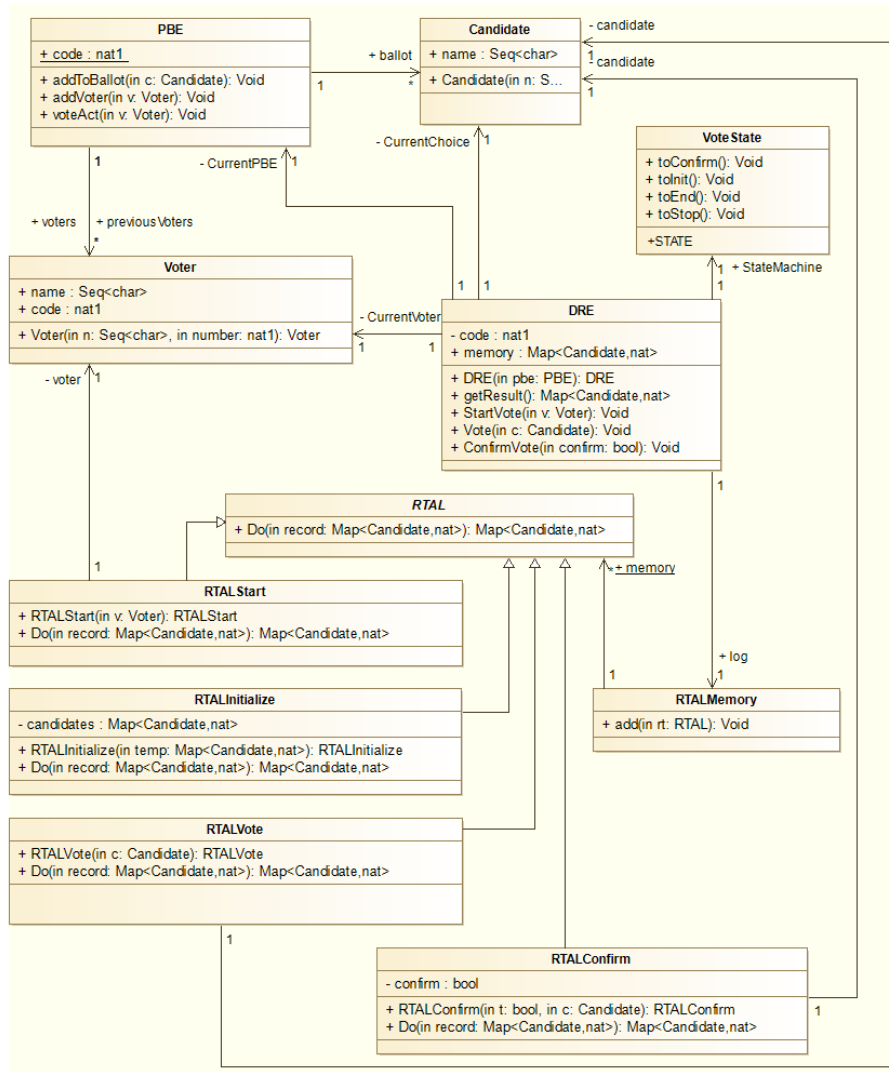 PBE
+ code : nat1
+ addToBallot(in c: Candidate): Void
+ addVoter(in v: Voter): Void
+ voteAct(in v: Voter): Void
+ ballot
1
*
Candidate
+ name : Seq<char>
+ Candidate(in n: S...
- candidate
1
- candidate
1
- CurrentPBE
1
- CurrentChoice
1
VoteState
+ toConfirm(): Void
+ toInit(): Void
+ toEnd(): Void
+ toStop(): Void
+STATE
1
+ voters
+ previousVoters
*
1
+ StateMachine
1
1
1
Voter
+ name : Seq<char>
+ code : nat1
+ Voter(in n: Seq<char>, in number: nat1): Voter
- CurrentVoter
1
1
DRE
- code : nat1
+ memory : Map<Candidate,nat>
+ DRE(in pbe: PBE): DRE
+ getResult(): Map<Candidate,nat>
+ StartVote(in v: Voter): Void
+ Vote(in c: Candidate): Void
+ ConfirmVote(in confirm: bool): Void
- voter
1
1
RTAL
+ Do(in record: Map<Candidate,nat>): Map<Candidate,nat>
*
+ memory
1
RTALStart
+ RTALStart(in v: Voter): RTALStart
+ Do(in record: Map<Candidate,nat>): Map<Candidate,nat>
+ log
1
1
RTALInitialize
- candidates : Map<Candidate,nat>
+ RTALInitialize(in temp: Map<Candidate,nat>): RTALInitialize
+ Do(in record: Map<Candidate,nat>): Map<Candidate,nat>
RTALMemory
+ add(in rt: RTAL): Void
RTALVote
+ RTALVote(in c: Candidate): RTALVote
+ Do(in record: Map<Candidate,nat>): Map<Candidate,nat>
1
RTALConfirm
- confirm : bool
+ RTALConfirm(in t: bool, in c: Candidate): RTALConfirm
+ Do(in record: Map<Candidate,nat>): Map<Candidate,nat>
1